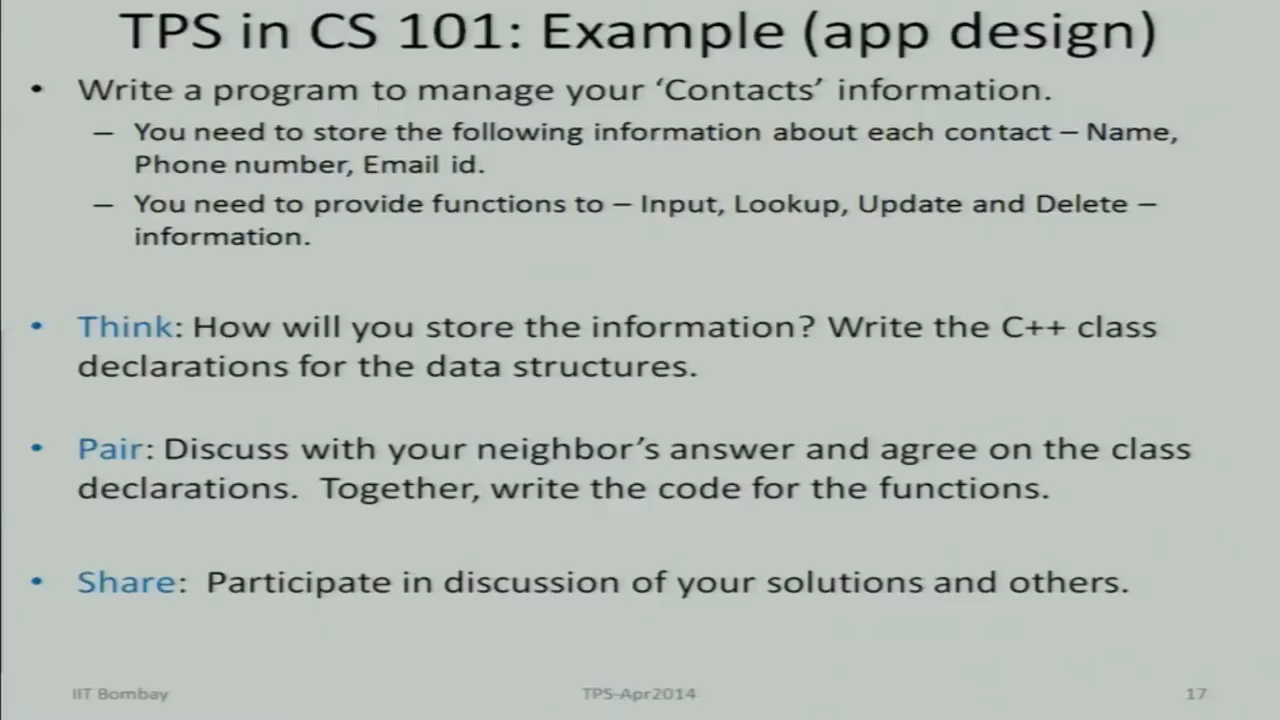 TPS in CS 101: Example (app design)
• Write a program to manage your ‘Contacts’ information.
– You need to store the following information about each contact – Name,
Phone number, Email id.
– You need to provide functions to – Input, Lookup, Update and Delete –
information.
• Think: How will you store the information? Write the C++ class
declarations for the data structures.
• Pair: Discuss with your neighbor’s answer and agree on the class
declarations. Together, write the code for the functions.
• Share: Participate in discussion of your solutions and others.
IIT Bombay TPS-Apr2014 17